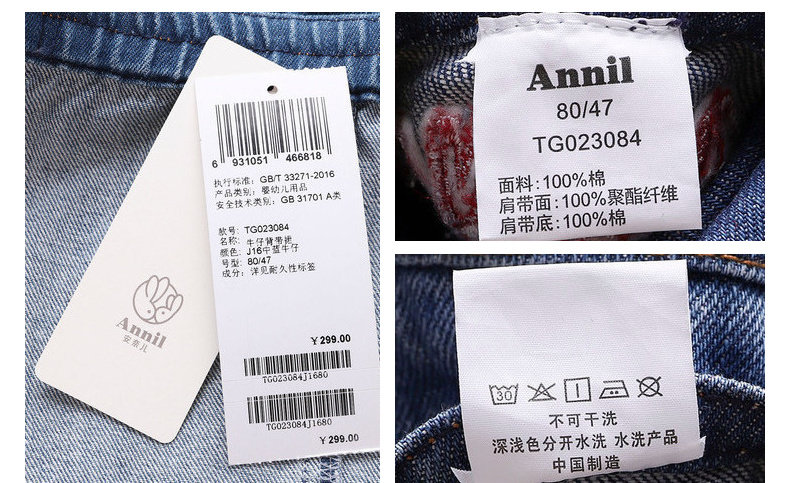 6 931051 466818
执行标准: GB/T 33271-2016
产品类别: 婴幼儿用品
安全技术类别: GB 31701 A类
款号: TG023084
名称: 牛仔背带裙
颜色: J16中蓝牛仔
号型: 80/47
成分: 详见耐久性标签
￥299.00
TG023084J1680
TG023084J1680
￥299.00
Annil
安奈儿
Annil
80/47
TG023084
面料:100%棉
肩带面:100%聚酯纤维
肩带底:100%棉
30
不可干洗
深浅色分开水洗 水洗产品
中国制造